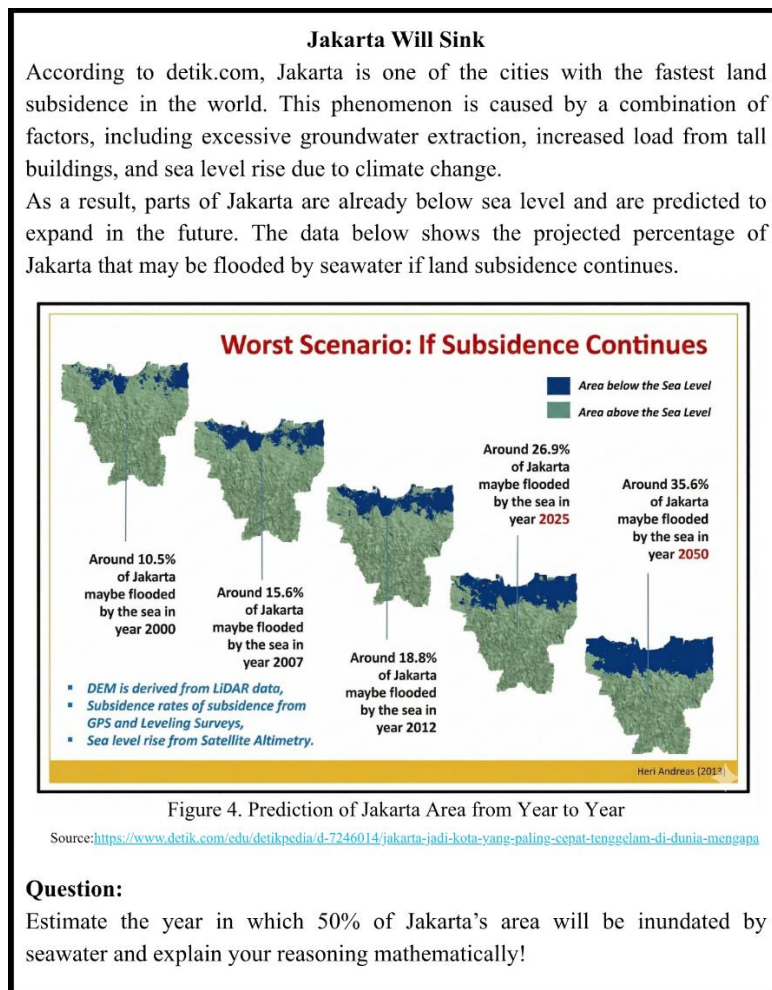 Jakarta Will Sink
According to detik.com, Jakarta is one of the cities with the fastest land
subsidence in the world. This phenomenon is caused by a combination of
factors, including excessive groundwater extraction, increased load from tall
buildings, and sea level rise due to climate change.
As a result, parts of Jakarta are already below sea level and are predicted to
expand in the future. The data below shows the projected percentage of
Jakarta that may be flooded by seawater if land subsidence continues.
Worst Scenario: If Subsidence Continues
Area below the Sea Level
Area above the Sea Level
Around 10.5%
of Jakarta
maybe flooded
by the sea in
year 2000
Around 15.6%
of Jakarta
maybe flooded
by the sea in
year 2007
Around 18.8%
of Jakarta
maybe flooded
by the sea in
year 2012
Around 26.9%
of Jakarta
maybe flooded
by the sea in
year 2025
Around 35.6%
of Jakarta
maybe flooded
by the sea in
year 2050
▪ DEM is derived from LiDAR data,
▪ Subsidence rates of subsidence from
GPS and Leveling Surveys,
▪ Sea level rise from Satellite Altimetry.
Heri Andreas (2013)
Figure 4. Prediction of Jakarta Area from Year to Year
Source:https://www.detik.com/edu/detikpedia/d-7246014/jakarta-jadi-kota-yang-paling-cepat-tenggelam-di-dunia-mengapa
Question:
Estimate the year in which 50% of Jakarta’s area will be inundated by
seawater and explain your reasoning mathematically!